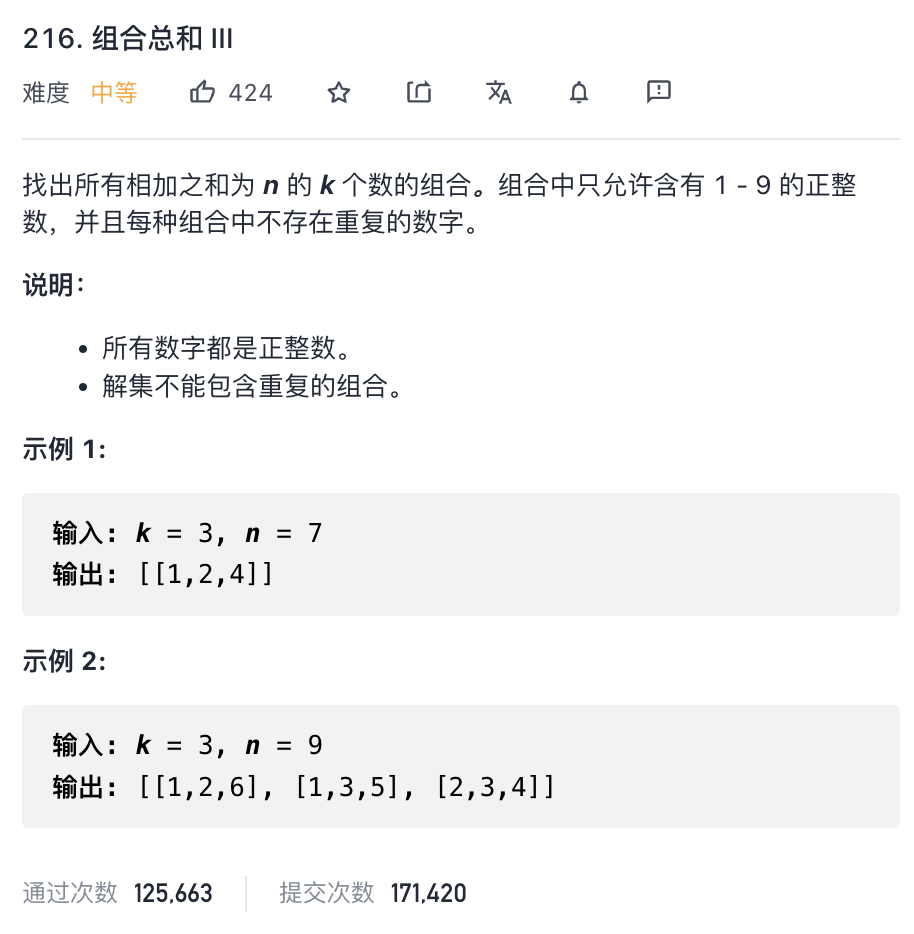 216. 组合总和 III
难度 中等 424
找出所有相加之和为 n 的 k 个数的组合。组合中只允许含有 1 - 9 的正整
数，并且每种组合中不存在重复的数字。
说明：
• 所有数字都是正整数。
• 解集不能包含重复的组合。
示例 1:
输入: k = 3, n = 7
输出: [[1,2,4]]
示例 2:
输入: k = 3, n = 9
输出: [[1,2,6], [1,3,5], [2,3,4]]
通过次数 125,663 提交次数 171,420